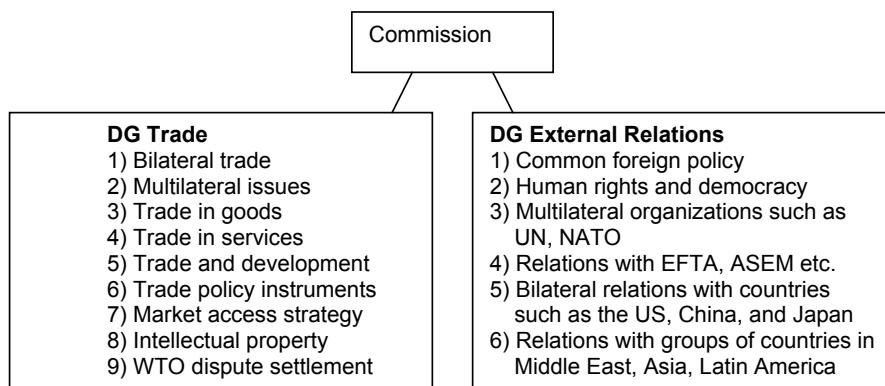 Commission
DG Trade
1) Bilateral trade
2) Multilateral issues
3) Trade in goods
4) Trade in services
5) Trade and development
6) Trade policy instruments
7) Market access strategy
8) Intellectual property
9) WTO dispute settlement
DG External Relations
1) Common foreign policy
2) Human rights and democracy
3) Multilateral organizations such as
UN, NATO
4) Relations with EFTA, ASEM etc.
5) Bilateral relations with countries
such as the US, China, and Japan
6) Relations with groups of countries in
Middle East, Asia, Latin America